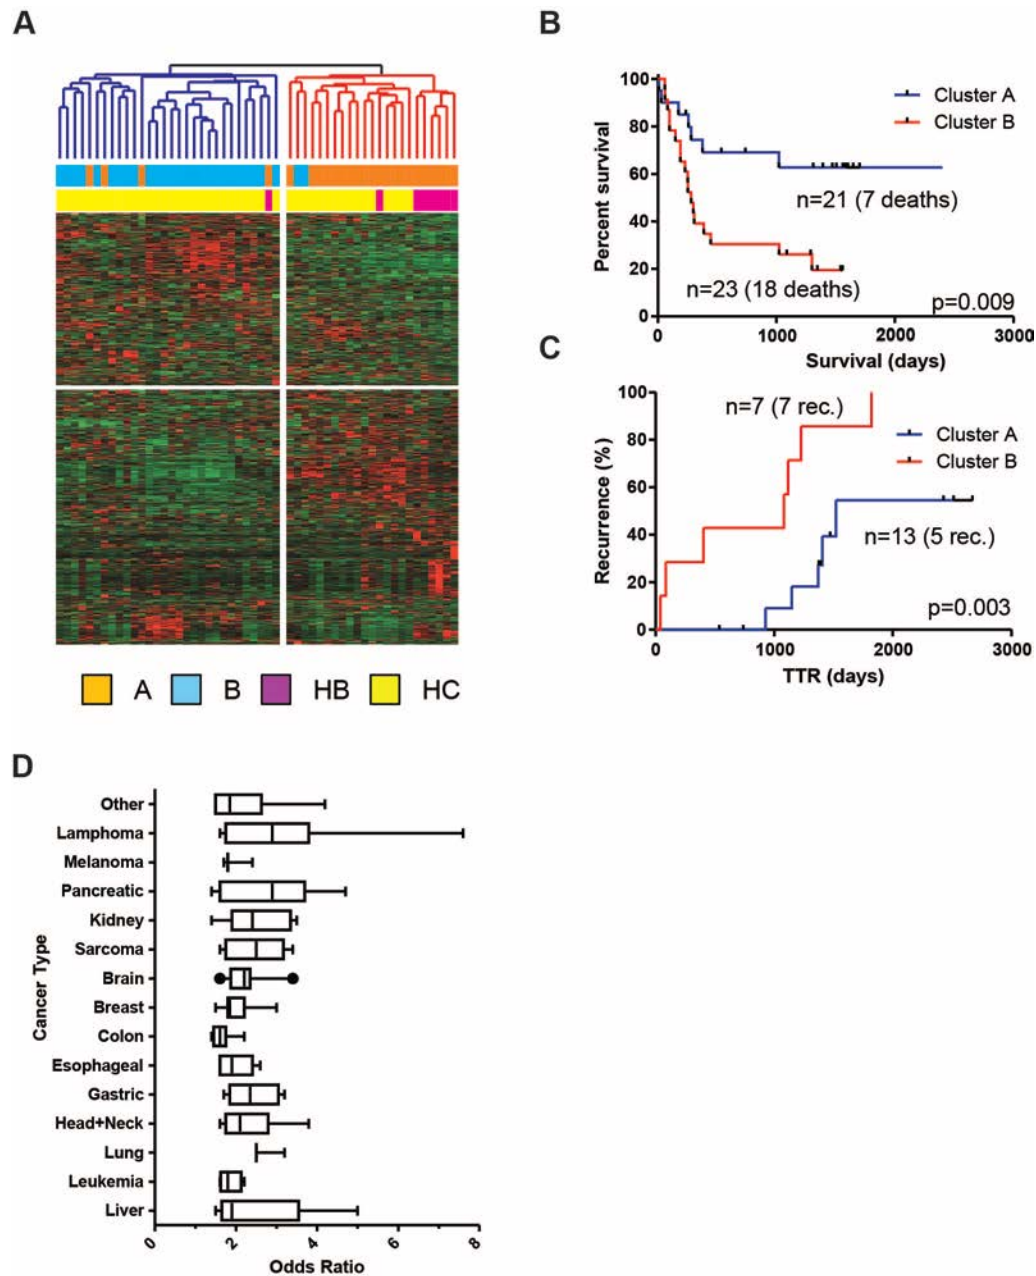 A
A B HB HC
B
Percent survival
100
80
60
40
20
0
Cluster A
Cluster B
n=21 (7 deaths)
n=23 (18 deaths)
p=0.009
0 1000 2000 3000
Survival (days)
C
Recurrence (%)
100
80
60
40
20
0
n=7 (7 rec.)
Cluster A
Cluster B
n=13 (5 rec.)
p=0.003
0 1000 2000 3000
TTR (days)
D
Cancer Type
Other
Lamphoma
Melanoma
Pancreatic
Kidney
Sarcoma
Brain
Breast
Colon
Esophageal
Gastric
Head+Neck
Lung
Leukemia
Liver
0 2 4 6 8
Odds Ratio